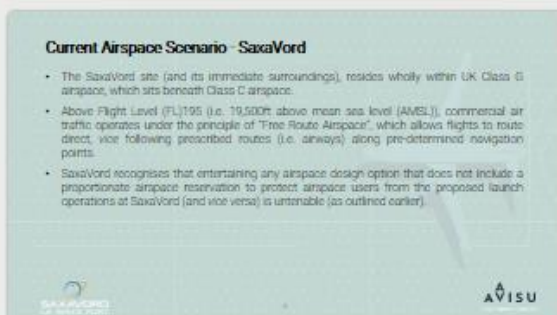 Current Airspace Scenario - SaxaVord
• The SaxaVord site (and its immediate surroundings), resides wholly within UK Class G
airspace, which sits beneath Class C airspace.
• Above Flight Level (FL)195 (i.e. 19,500ft above mean sea level (AMSL)), commercial air
traffic operates under the principle of "Free Route Airspace", which allows flights to route
direct, vice following prescribed routes (i.e. airways) along pre-determined navigation
points.
• SaxaVord recognises that entertaining any airspace design option that does not include a
proportionate airspace reservation to protect airspace users from the proposed launch
operations at SaxaVord (and vice versa) is untenable (as outlined earlier).
SAXAVORD
AVISU